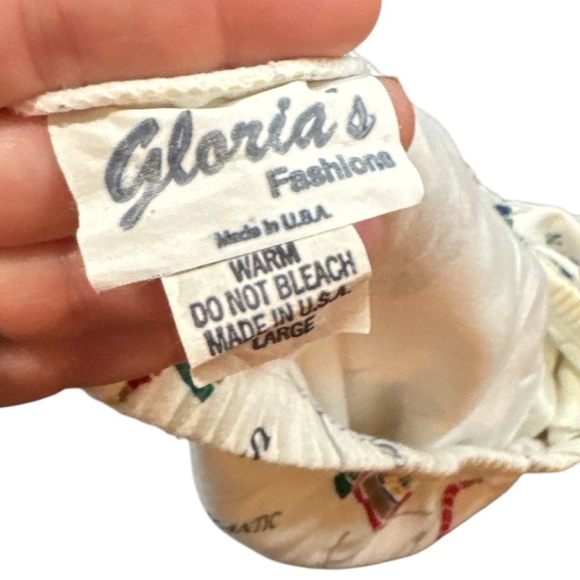 Gloria's
Fashions
Made in U.S.A.
WARM
DO NOT BLEACH
MADE IN U.S.A.
LARGE